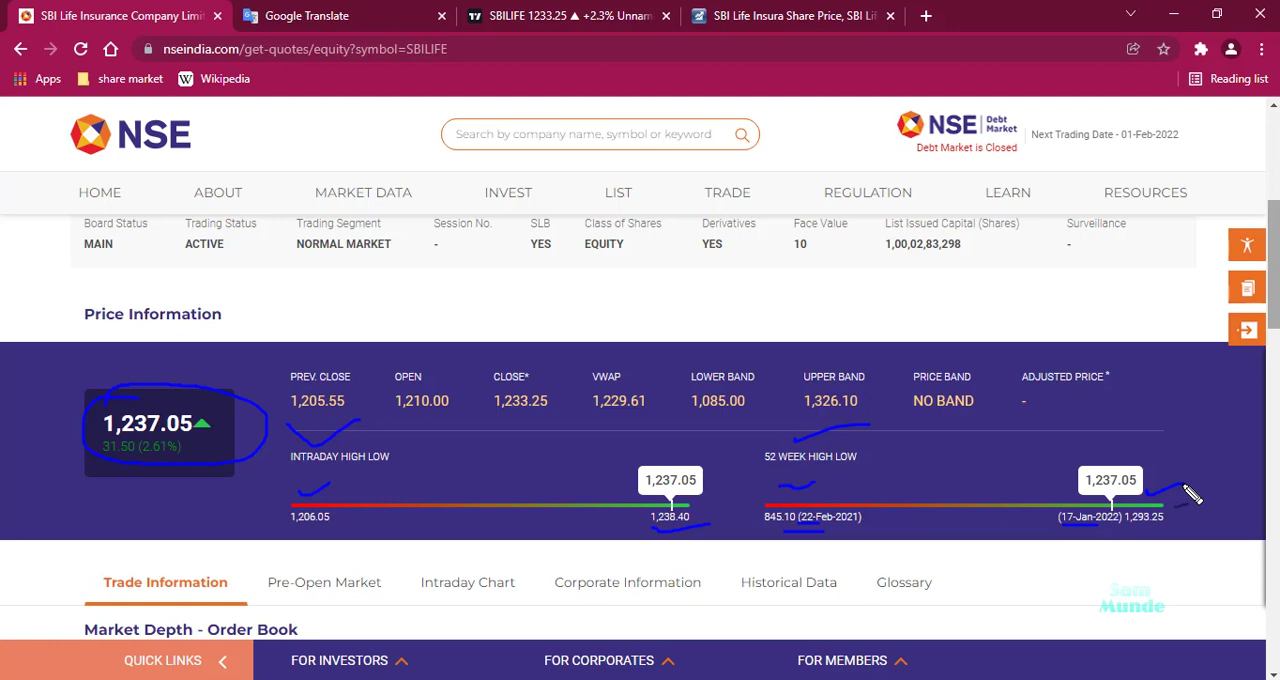 SBI Life Insurance Company Limi
Google Translate
SBILIFE 1233.25 ▲ +2.3% Unnam
SBI Life Insura Share Price, SBI Lif
nseindia.com/get-quotes/equity?symbol=SBILIFE
Apps
share market
W Wikipedia
Reading list
NSE
Search by company name, symbol or keyword
NSE Debt Market
Debt Market is Closed
Next Trading Date - 01-Feb-2022
HOME ABOUT MARKET DATA INVEST LIST TRADE REGULATION LEARN RESOURCES
Board Status Trading Status Trading Segment Session No. SLB Class of Shares Derivatives Face Value List Issued Capital (Shares) Surveillance
MAIN ACTIVE NORMAL MARKET - YES EQUITY YES 10 1,00,02,83,298 -
Price Information
1,237.05
31.50 (2.61%)
PREV. CLOSE OPEN CLOSE* VWAP LOWER BAND UPPER BAND PRICE BAND ADJUSTED PRICE*
1,205.55 1,210.00 1,233.25 1,229.61 1,085.00 1,326.10 NO BAND -
INTRADAY HIGH LOW
1,237.05
1,206.05 1,238.40
52 WEEK HIGH LOW
1,237.05
845.10 (22-Feb-2021) (17-Jan-2022) 1,293.25
Trade Information Pre-Open Market Intraday Chart Corporate Information Historical Data Glossary
Sam
Munde
Market Depth - Order Book
QUICK LINKS FOR INVESTORS FOR CORPORATES FOR MEMBERS